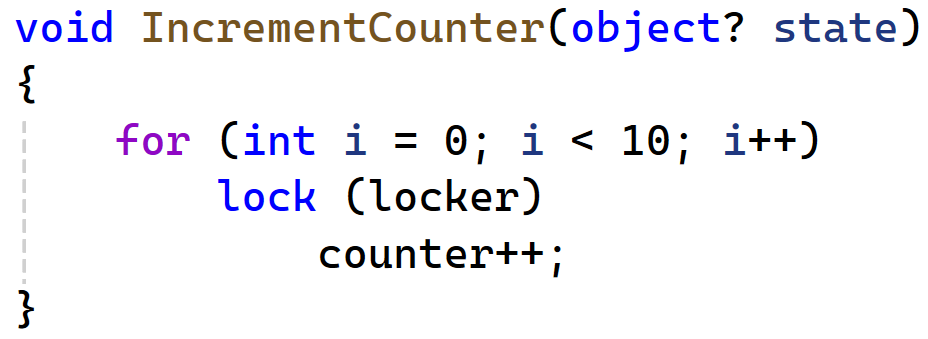 void IncrementCounter(object? state)
{
    for (int i = 0; i < 10; i++)
        lock (locker)
            counter++;
}